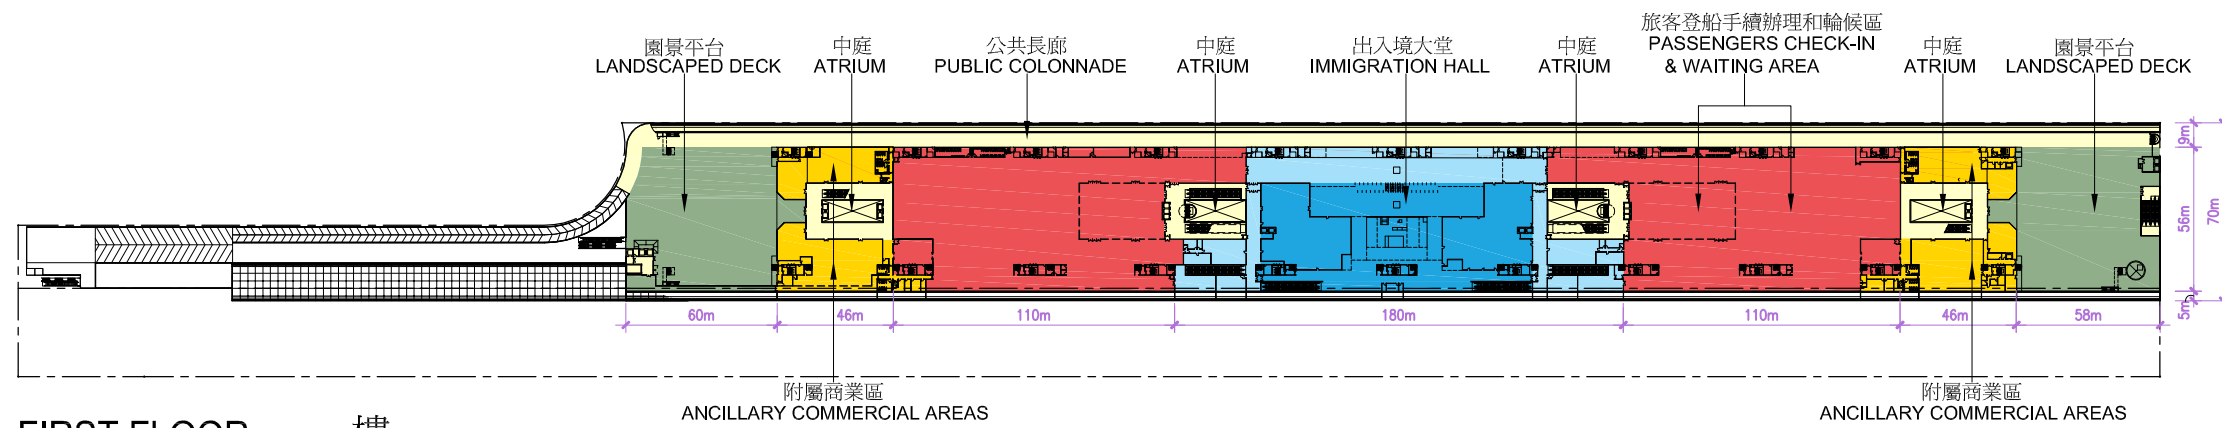 園景平台
LANDSCAPED DECK
中庭
ATRIUM
公共長廊
PUBLIC COLONNADE
中庭
ATRIUM
出入境大堂
IMMIGRATION HALL
中庭
ATRIUM
旅客登船手續辦理和輪候區
PASSENGERS CHECK-IN
& WAITING AREA
中庭
ATRIUM
園景平台
LANDSCAPED DECK
9m
56m
70m
5m
60m
46m
110m
180m
110m
46m
58m
附屬商業區
ANCILLARY COMMERCIAL AREAS
附屬商業區
ANCILLARY COMMERCIAL AREAS
FIRST FLOOR
樓